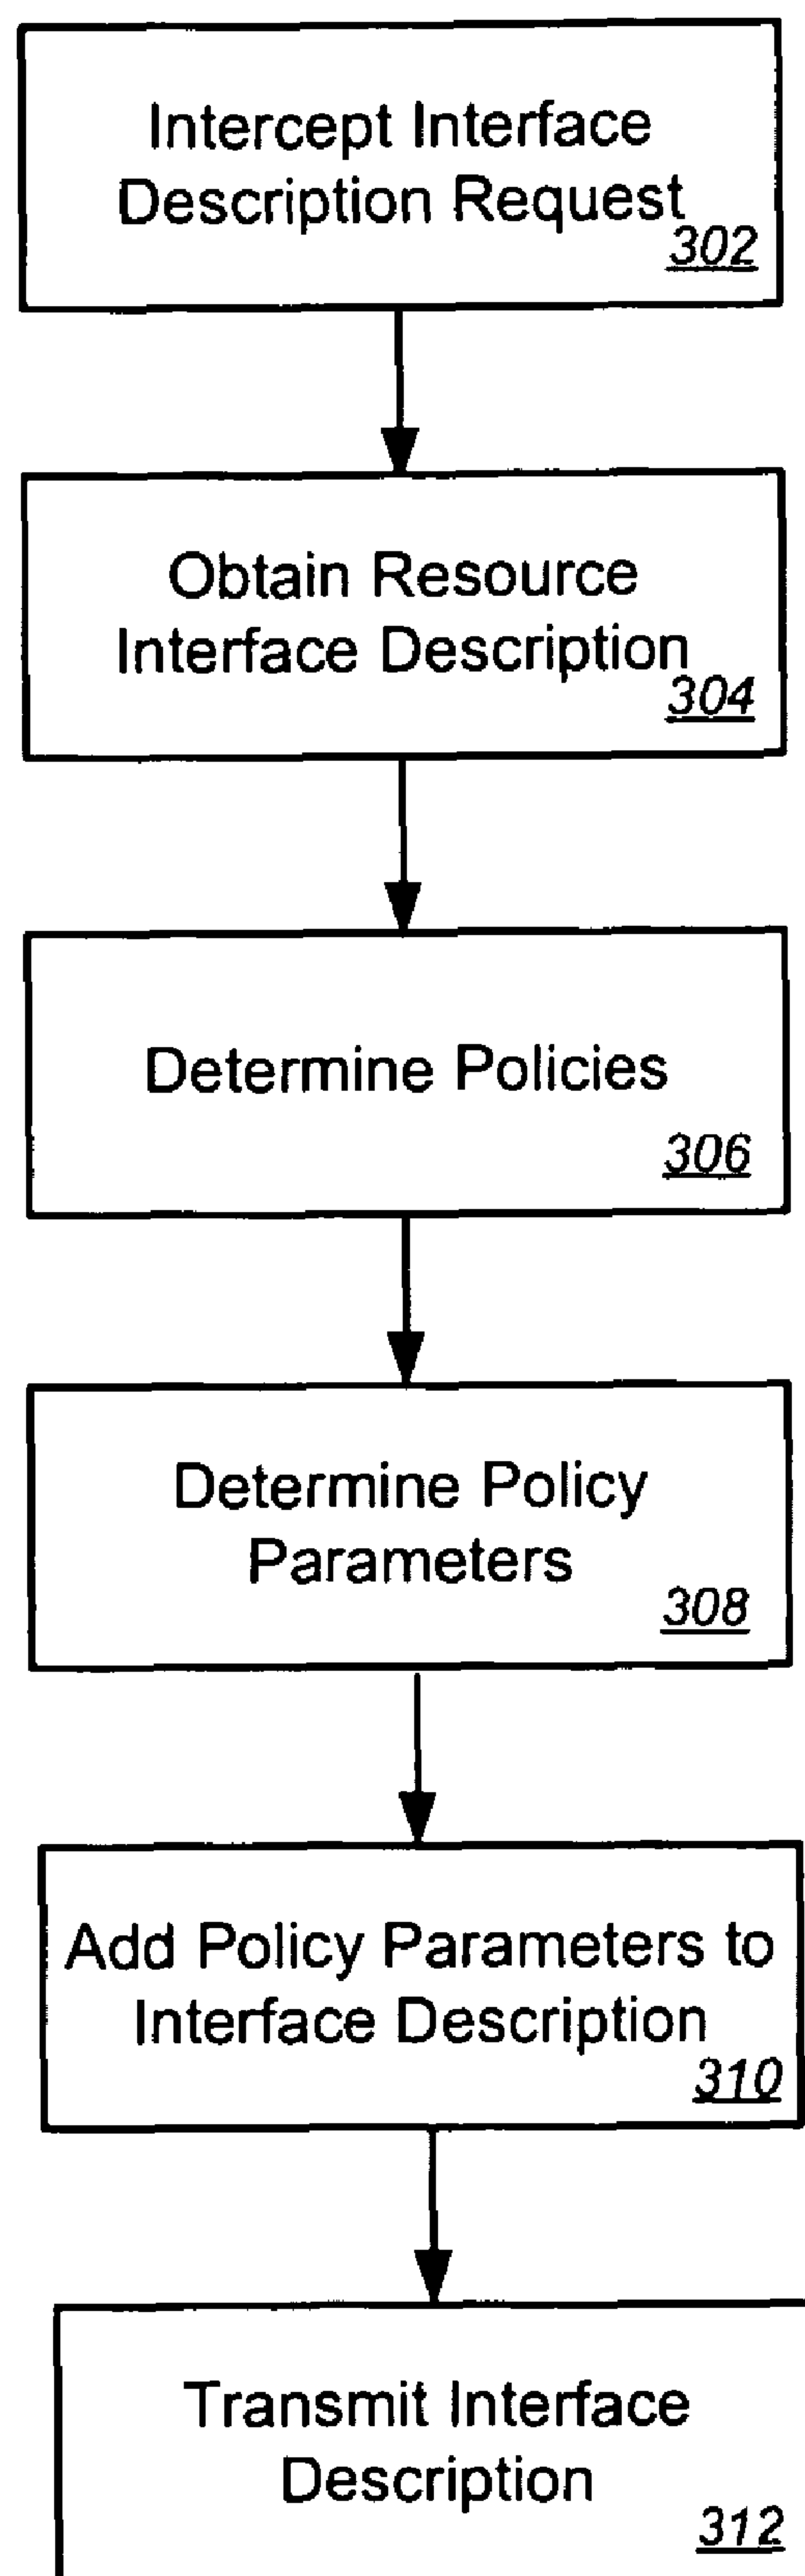 Intercept Interface
Description Request
302
Obtain Resource
Interface Description
304
Determine Policies
306
Determine Policy
Parameters
308
Add Policy Parameters to
Interface Description
310
Transmit Interface
Description
312